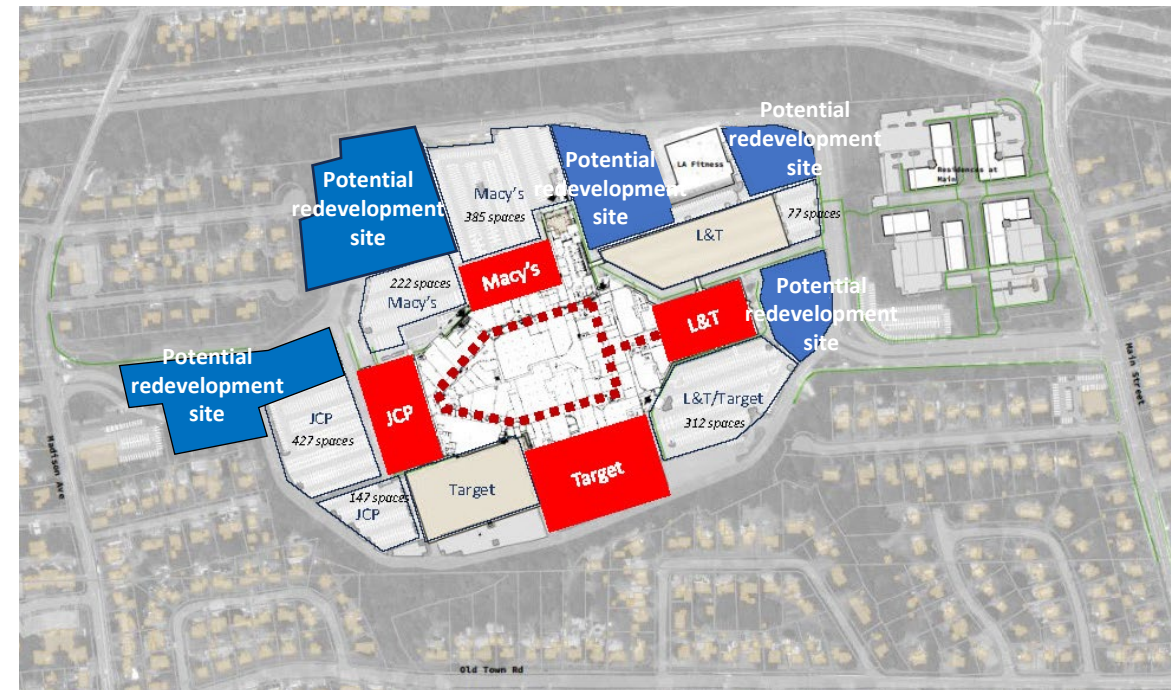 Potential
redevelopment
site
Macy's
385 spaces
Potential
redevelopment
site
LA Fitness
Potential
redevelopment
site
Residences at
Main
77 spaces
L&T
222 spaces
Macy's
Macy's
L&T
Potential
redevelopment
site
Potential
redevelopment
site
JCP
427 spaces
JCP
L&T/Target
312 spaces
Main Street
Madison Ave
147 spaces
JCP
Target
Target
Old Town Rd